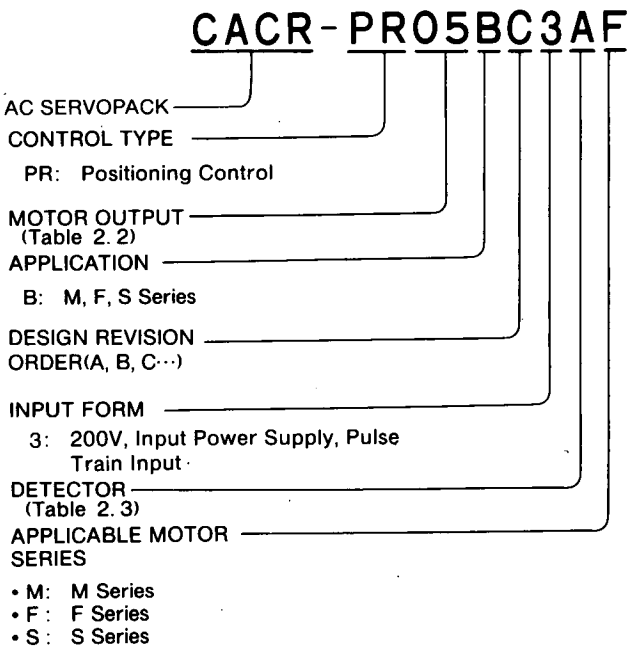 CACR-PR05BC3AF
AC SERVOPACK
CONTROL TYPE
PR: Positioning Control
MOTOR OUTPUT
(Table 2. 2)
APPLICATION
B: M, F, S Series
DESIGN REVISION
ORDER(A, B, C···)
INPUT FORM
3: 200V, Input Power Supply, Pulse
Train Input
DETECTOR
(Table 2. 3)
APPLICABLE MOTOR
SERIES
• M: M Series
• F : F Series
• S : S Series